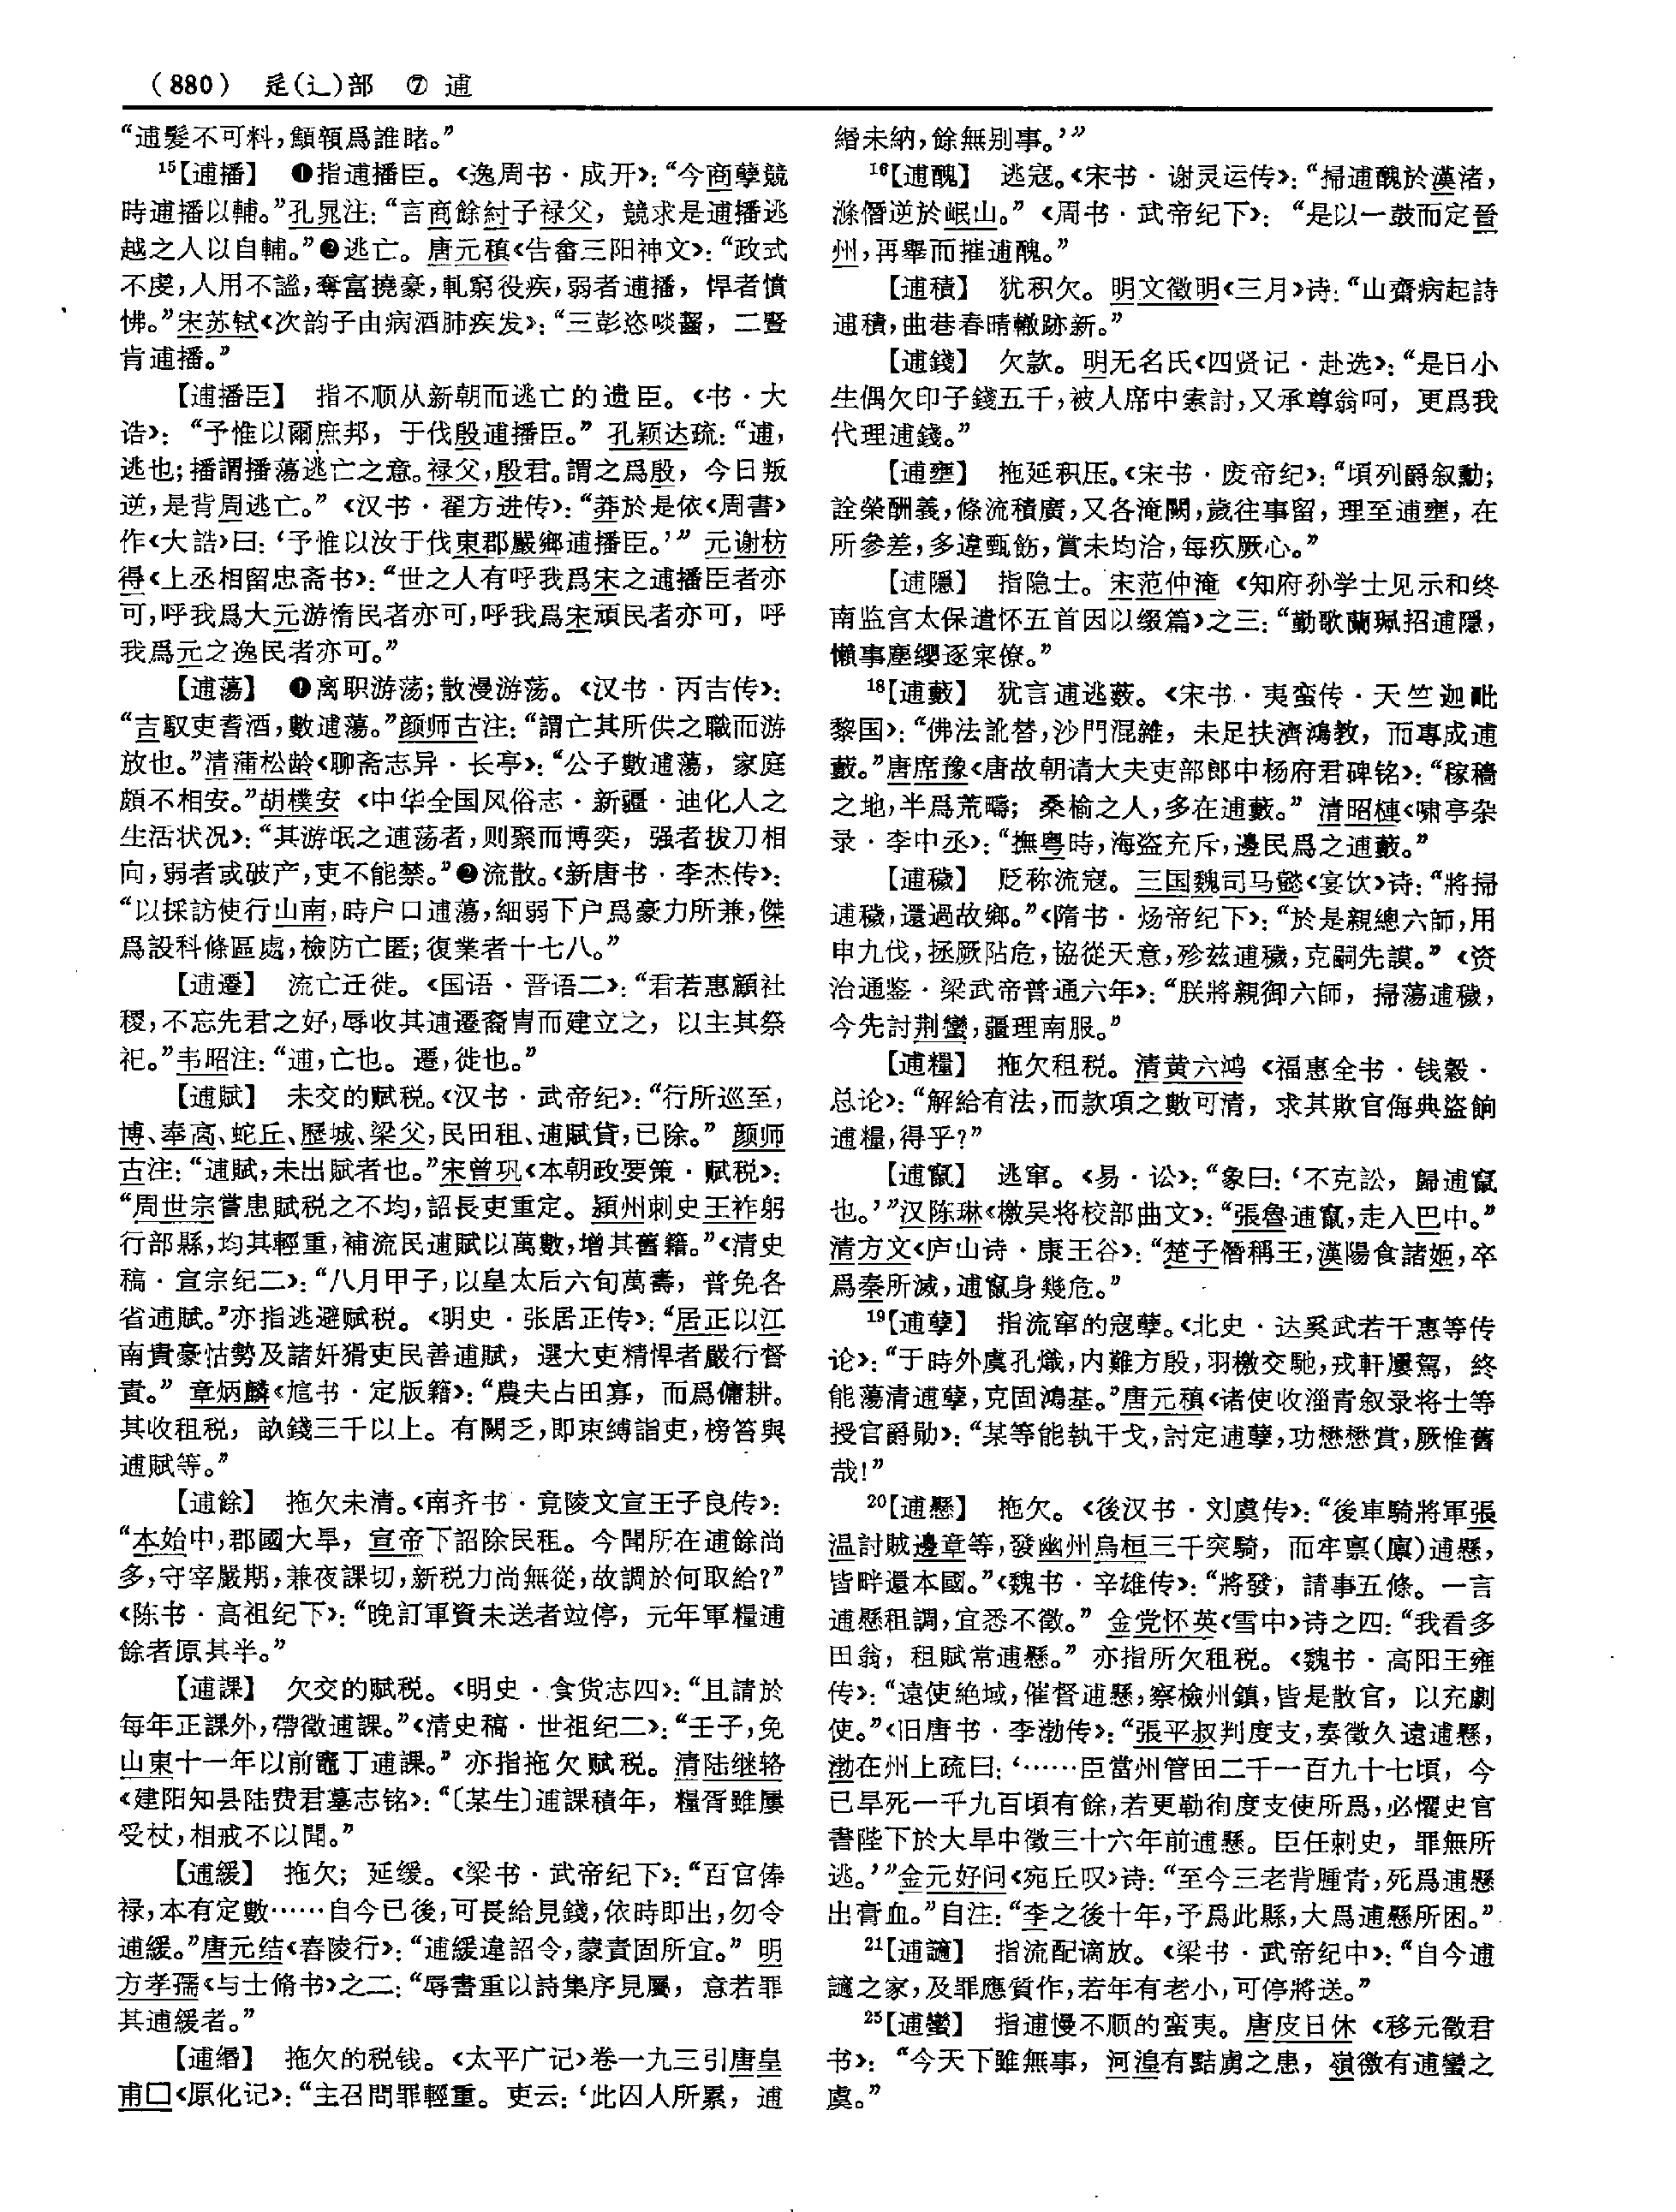 （880） 辵(辶)部 ⑦ 逋
“逋髮不可料，顦顇爲誰睹。”
15【逋播】 ❶指逋播臣。《逸周书·成开》：“今商孽競
時逋播以輔。”孔晁注：“言商餘紂子禄父，競求是逋播逃
越之人以自輔。”❷逃亡。唐元稹《告畬三阳神文》：“政式
不虔，人用不謐，奪富撓豪，乹窮役疾，弱者逋播，悍者憤
怫。”宋苏轼《次韵子由病酒肺疾发》：“三彭恣啖齧，二豎
肯逋播。”
【逋播臣】 指不顺从新朝而逃亡的遗臣。《书·大
诰》：“予惟以爾庶邦，于伐殷逋播臣。”孔颖达疏：“逋，
逃也；播謂播蕩逃亡之意。禄父，殷君。謂之爲殷，今日叛
逆，是背周逃亡。”《汉书·翟方进传》：“莽於是依《周書》
作《大誥》曰：‘予惟以汝于伐東郡嚴鄉逋播臣。’”元谢枋
得《上丞相留忠斋书》：“世之人有呼我爲宋之逋播臣者亦
可，呼我爲大元游惰民者亦可，呼我爲宋頑民者亦可，呼
我爲元之逸民者亦可。”
【逋蕩】 ❶离职游荡；散漫游荡。《汉书·丙吉传》：
“吉馭吏耆酒，數逋蕩。”颜师古注：“謂亡其所供之職而游
放也。”清蒲松龄《聊斋志异·长亭》：“公子數逋蕩，家庭
頗不相安。”胡樸安《中华全国风俗志·新疆·迪化人之
生活状况》：“其游氓之逋荡者，则聚而博奕，强者拔刀相
向，弱者或破产，吏不能禁。”❷流散。《新唐书·李杰传》：
“以採訪使行山南，時户口逋蕩，細弱下户爲豪力所兼，傑
爲設科條區處，檢防亡匿；復業者十七八。”
【逋遷】 流亡迁徙。《国语·晋语二》：“君若惠顧社
稷，不忘先君之好，辱收其逋遷裔冑而建立之，以主其祭
祀。”韦昭注：“逋，亡也。遷，徙也。”
【逋賦】 未交的赋税。《汉书·武帝纪》：“行所巡至，
博、奉高、蛇丘、歷城、梁父，民田租、逋賦貸，已除。”颜师
古注：“逋賦，未出賦者也。”宋曾巩《本朝政要策·赋税》：
“周世宗嘗患賦税之不均，詔長吏重定。潁州刺史王祚躬
行部縣，均其輕重，補流民逋賦以萬數，增其舊籍。”《清史
稿·宣宗纪二》：“八月甲子，以皇太后六旬萬壽，普免各
省逋賦。”亦指逃避赋税。《明史·张居正传》：“居正以江
南貴豪怙勢及諸奸猾吏民善逋賦，選大吏精悍者嚴行督
責。”章炳麟《訄书·定版籍》：“農夫占田寡，而爲傭耕。
其收租税，畝錢三千以上。有闕乏，即束縛詣吏，榜笞與
逋賦等。”
【逋餘】 拖欠未清。《南齐书·竟陵文宣王子良传》：
“本始中，郡國大旱，宣帝下詔除民租。今聞所在逋餘尚
多，守宰嚴期，兼夜課切，新税力尚無從，故調於何取給？”
《陈书·高祖纪下》：“晚訂軍資未送者竝停，元年軍糧逋
餘者原其半。”
【逋課】 欠交的赋税。《明史·食货志四》：“且請於
每年正課外，帶徵逋課。”《清史稿·世祖纪二》：“壬子，免
山東十一年以前竈丁逋課。”亦指拖欠赋税。清陆继辂
《建阳知县陆费君墓志铭》：“〔某生〕逋課積年，糧胥雖屢
受杖，相戒不以聞。”
【逋緩】 拖欠；延缓。《梁书·武帝纪下》：“百官俸
禄，本有定數……自今已後，可長給見錢，依時即出，勿令
逋緩。”唐元结《舂陵行》：“逋緩違詔令，蒙責固所宜。”明
方孝孺《与士脩书》之二：“辱書重以詩集序見屬，意若罪
其逋緩者。”
【逋緡】 拖欠的税钱。《太平广记》卷一九三引唐皇
甫囗《原化记》：“主召問罪輕重。吏云：‘此囚人所累，逋
緡未納，餘無别事。’”
16【逋醜】 逃寇。《宋书·谢灵运传》：“掃逋醜於漢渚，
滌僭逆於岷山。”《周书·武帝纪下》：“是以一鼓而定晉
州，再舉而摧逋醜。”
【逋積】 犹积欠。明文徵明《三月》诗：“山齋病起詩
逋積，曲巷春晴轍跡新。”
【逋錢】 欠款。明无名氏《四贤记·赴选》：“是日小
生偶欠印子錢五千，被人席中索討，又承尊翁呵，更爲我
代理逋錢。”
【逋壅】 拖延积压。《宋书·废帝纪》：“頃列爵叙勳；
詮榮酬義，條流積廣，又各淹闕，歲往事留，理至逋壅，在
所參差，多違甄飭，賞未均洽，每疚厥心。”
【逋隱】 指隐士。宋范仲淹《知府孙学士见示和终
南监宫太保遣怀五首因以缀篇》之三：“勤歌蘭珮招逋隱，
懶事塵纓逐宷僚。”
18【逋藪】 犹言逋逃薮。《宋书·夷蛮传·天竺迦毗
黎国》：“佛法訛替，沙門混雜，未足扶濟鴻教，而專成逋
藪。”唐席豫《唐故朝请大夫吏部郎中杨府君碑铭》：“稼穡
之地，半爲荒疇；桑榆之人，多在逋藪。”清昭槤《啸亭杂
录·李中丞》：“撫粤時，海盗充斥，邊民爲之逋藪。”
【逋穢】 贬称流寇。三国魏司马懿《宴饮》诗：“將掃
逋穢，還過故鄉。”《隋书·炀帝纪下》：“於是親總六師，用
申九伐，拯厥阽危，協從天意，殄兹逋穢，克嗣先謨。”《资
治通鉴·梁武帝普通六年》：“朕將親御六師，掃蕩逋穢，
今先討荆蠻，疆理南服。”
【逋糧】 拖欠租税。清黄六鸿《福惠全书·钱穀·
总论》：“解給有法，而款項之數可清，求其欺官侮典盜餉
逋糧，得乎？”
【逋竄】 逃窜。《易·讼》：“象曰：‘不克訟，歸逋竄
也。’”汉陈琳《檄吴将校部曲文》：“張魯逋竄，走入巴中。”
清方文《庐山诗·康王谷》：“楚子僭稱王，漢陽食諸姬，卒
爲秦所滅，逋竄身幾危。”
19【逋孽】 指流窜的寇孽。《北史·达奚武若干惠等传
论》：“于時外虞孔熾，内難方殷，羽檄交馳，戎軒屢駕，終
能蕩清逋孽，克固鴻基。”唐元稹《诸使收淄青叙录将士等
授官爵勋》：“某等能執干戈，討定逋孽，功懋懋賞，厥惟舊
哉！”
20【逋懸】 拖欠。《後汉书·刘虞传》：“後車騎將軍張
温討賊邊章等，發幽州烏桓三千突騎，而牢禀(廪)逋懸，
皆畔還本國。”《魏书·辛雄传》：“將發，請事五條。一言
逋懸租調，宜悉不徵。”金党怀英《雪中》诗之四：“我看多
田翁，租賦常逋懸。”亦指所欠租税。《魏书·高阳王雍
传》：“遠使絶域，催督逋懸，察檢州鎮，皆是散官，以充劇
使。”《旧唐书·李渤传》：“張平叔判度支，奏徵久遠逋懸，
渤在州上疏曰：‘……臣當州管田二千一百九十七頃，今
已旱死一千九百頃有餘，若更勒徇度支使所爲，必懼史官
書陛下於大旱中徵三十六年前逋懸。臣任刺史，罪無所
逃。’”金元好问《宛丘叹》诗：“至今三老背腫青，死爲逋懸
出膏血。”自注：“李之後十年，予爲此縣，大爲逋懸所困。”
21【逋讁】 指流配谪放。《梁书·武帝纪中》：“自今逋
讁之家，及罪應質作，若年有老小，可停將送。”
25【逋蠻】 指逋慢不顺的蛮夷。唐皮日休《移元徵君
书》：“今天下雖無事，河湟有黠虜之患，嶺徼有逋蠻之
虞。”